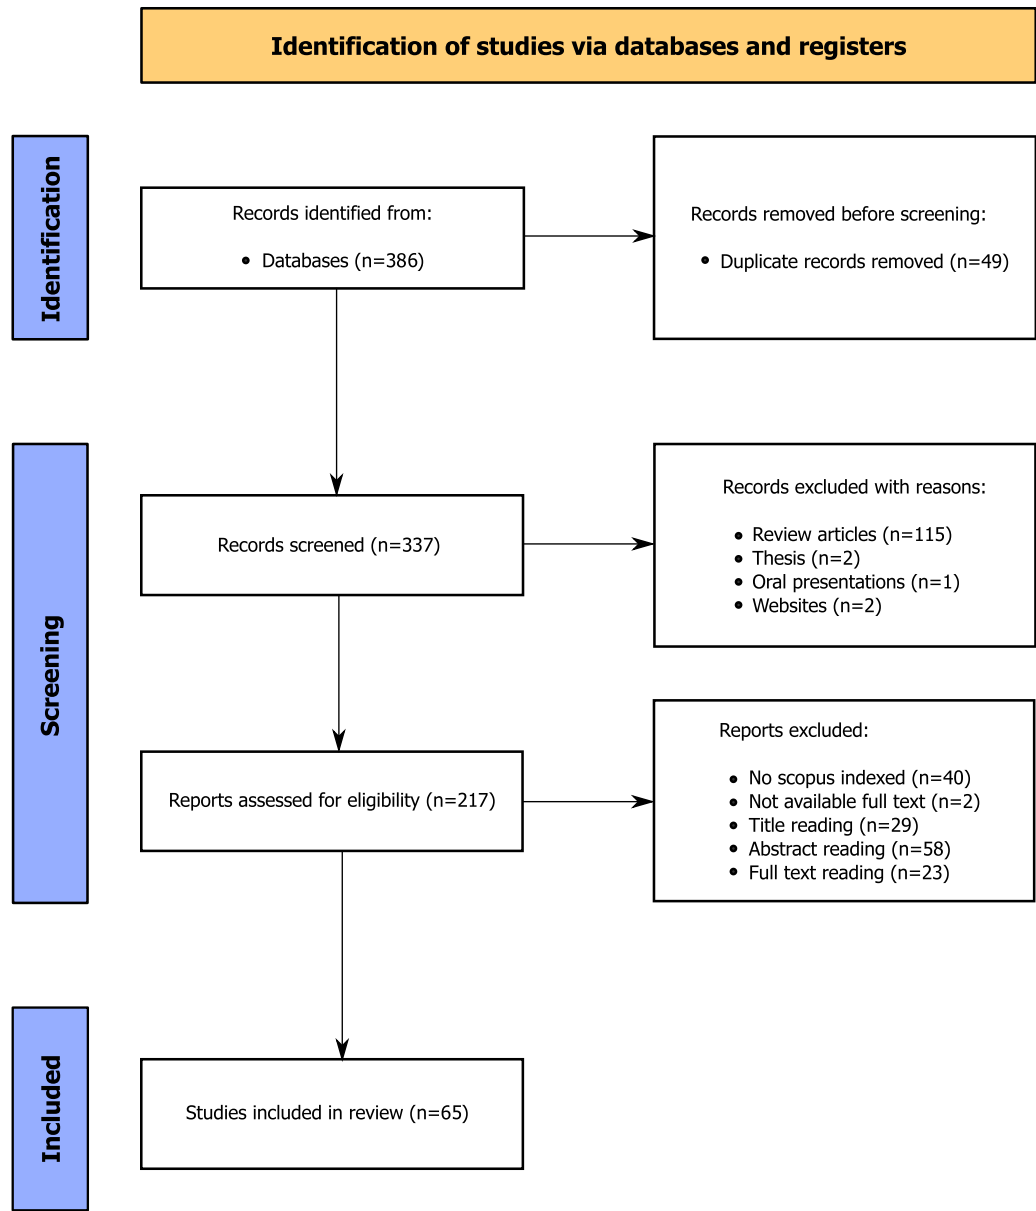 Identification of studies via databases and registers
Identification
Records identified from:
• Databases (n=386)
Records removed before screening:
• Duplicate records removed (n=49)
Screening
Records screened (n=337)
Records excluded with reasons:
• Review articles (n=115)
• Thesis (n=2)
• Oral presentations (n=1)
• Websites (n=2)
Reports assessed for eligibility (n=217)
Reports excluded:
• No scopus indexed (n=40)
• Not available full text (n=2)
• Title reading (n=29)
• Abstract reading (n=58)
• Full text reading (n=23)
Included
Studies included in review (n=65)